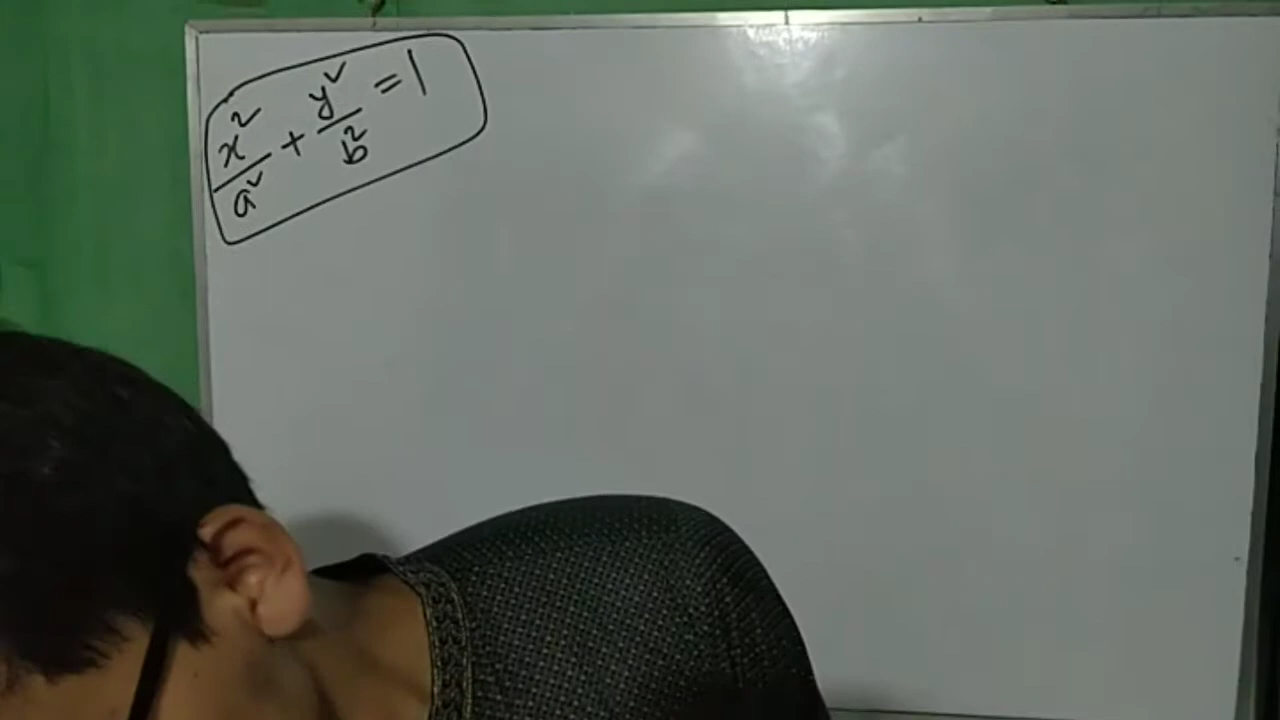 x²/a² + y²/b² = 1